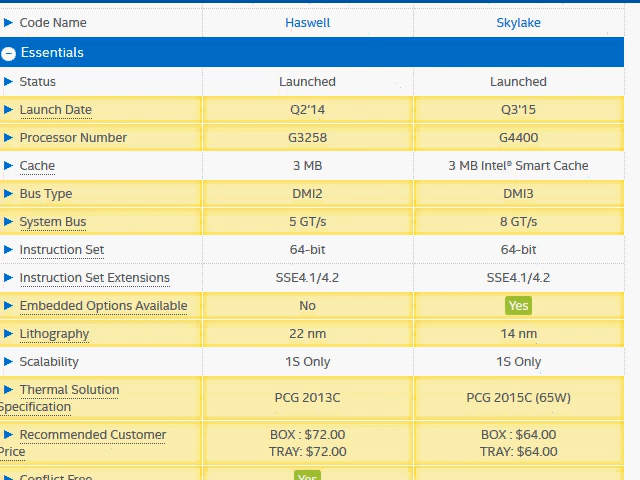 Code Name Haswell Skylake
Essentials
Status Launched Launched
Launch Date Q2'14 Q3'15
Processor Number G3258 G4400
Cache 3 MB 3 MB Intel® Smart Cache
Bus Type DMI2 DMI3
System Bus 5 GT/s 8 GT/s
Instruction Set 64-bit 64-bit
Instruction Set Extensions SSE4.1/4.2 SSE4.1/4.2
Embedded Options Available No Yes
Lithography 22 nm 14 nm
Scalability 1S Only 1S Only
Thermal Solution
Specification PCG 2013C PCG 2015C (65W)
Recommended Customer BOX : $72.00 BOX : $64.00
Price TRAY: $72.00 TRAY: $64.00
Conflict Free Yes